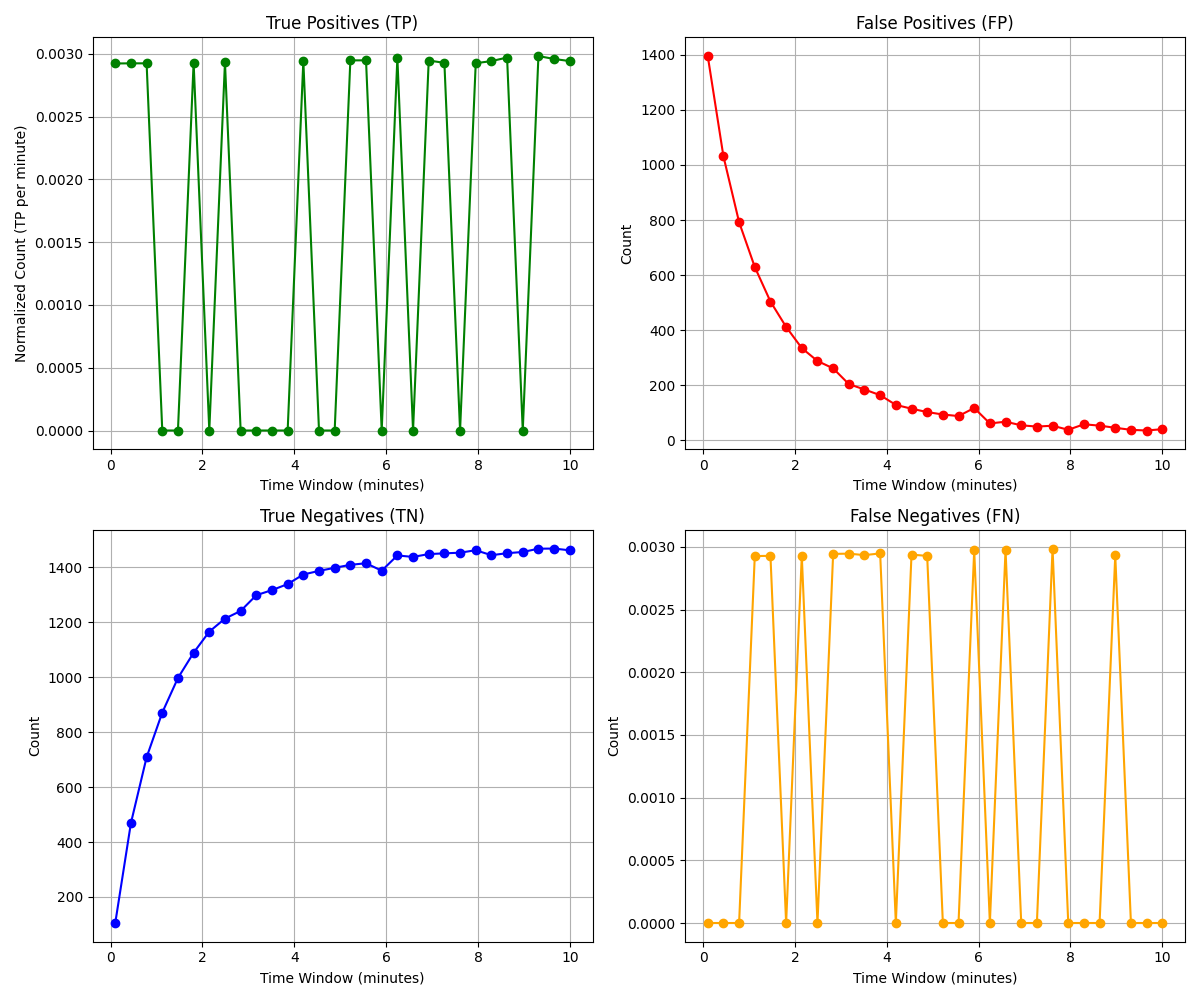 True Positives (TP)
Normalized Count (TP per minute)
0.0030
0.0025
0.0020
0.0015
0.0010
0.0005
0.0000
0 2 4 6 8 10
Time Window (minutes)
False Positives (FP)
Count
1400
1200
1000
800
600
400
200
0
0 2 4 6 8 10
Time Window (minutes)
True Negatives (TN)
Count
1400
1200
1000
800
600
400
200
0 2 4 6 8 10
Time Window (minutes)
False Negatives (FN)
Count
0.0030
0.0025
0.0020
0.0015
0.0010
0.0005
0.0000
0 2 4 6 8 10
Time Window (minutes)